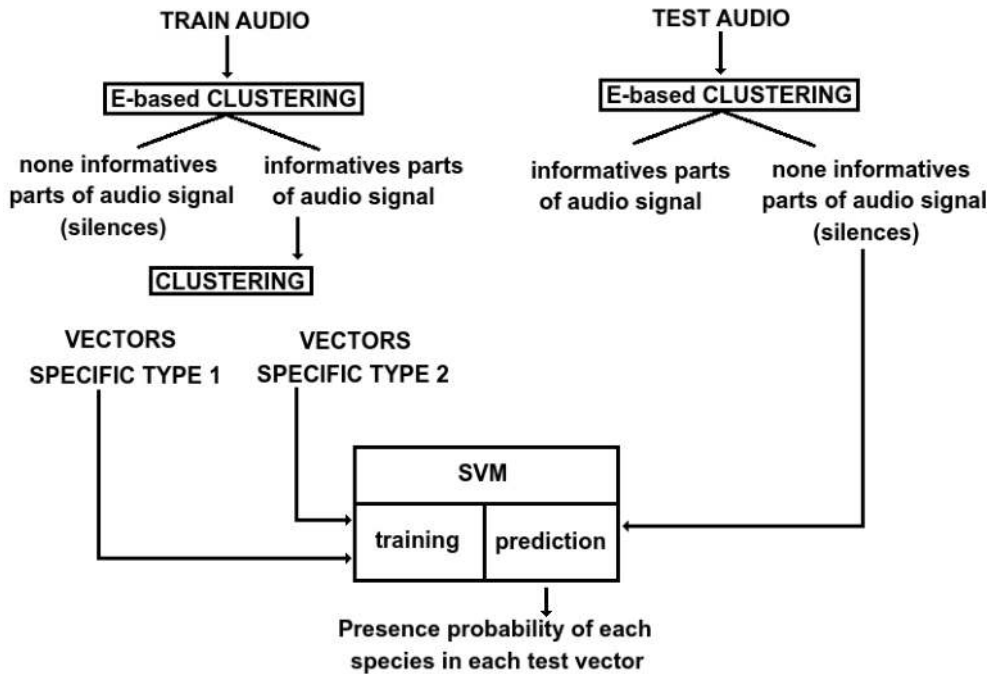 TRAIN AUDIO
E-based CLUSTERING
none informatives
parts of audio signal
(silences)
informatives parts
of audio signal
CLUSTERING
VECTORS
SPECIFIC TYPE 1
VECTORS
SPECIFIC TYPE 2
TEST AUDIO
E-based CLUSTERING
informatives parts
of audio signal
none informatives
parts of audio signal
(silences)
SVM
training
prediction
Presence probability of each
species in each test vector